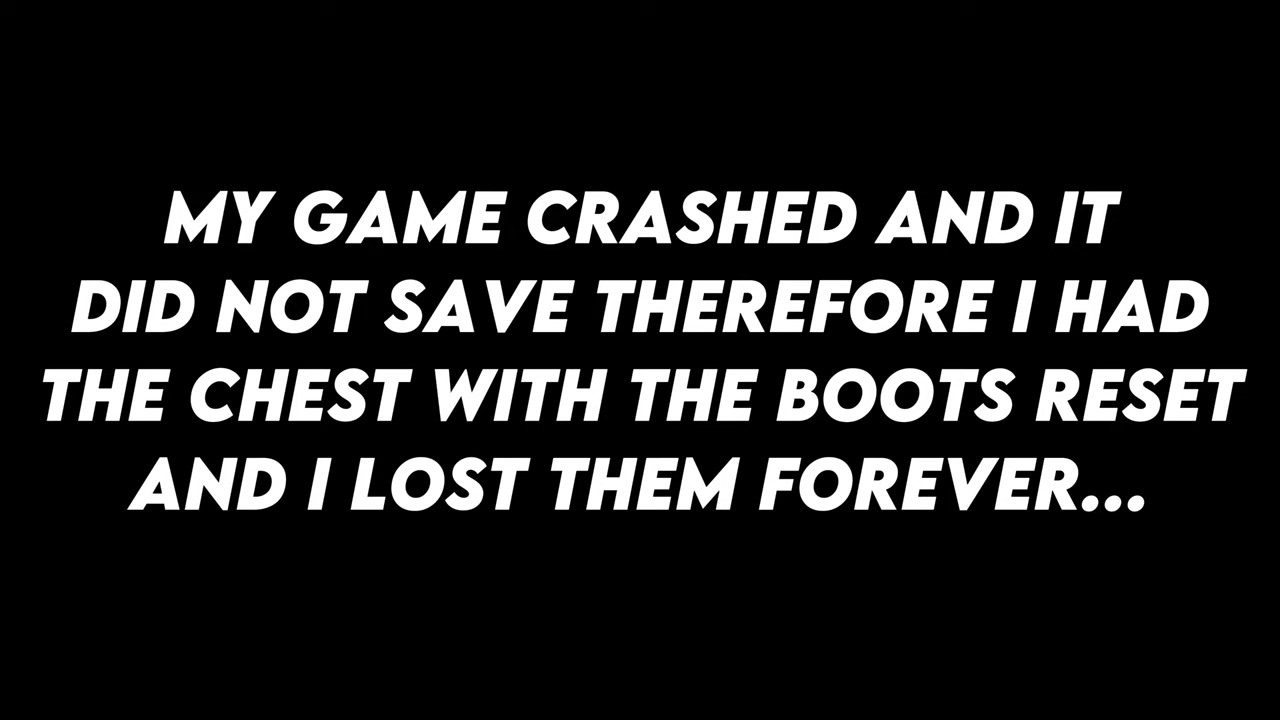 MY GAME CRASHED AND IT
DID NOT SAVE THEREFORE I HAD
THE CHEST WITH THE BOOTS RESET
AND I LOST THEM FOREVER...